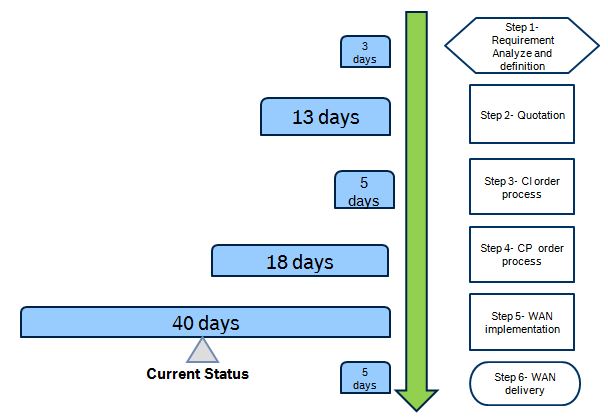 3
days
Step 1-
Requirement
Analyze and
definition
13 days
Step 2- Quotation
5
days
Step 3- CI order
process
18 days
Step 4- CP order
process
40 days
Step 5- WAN
implementation
Current Status
5
days
Step 6- WAN
delivery